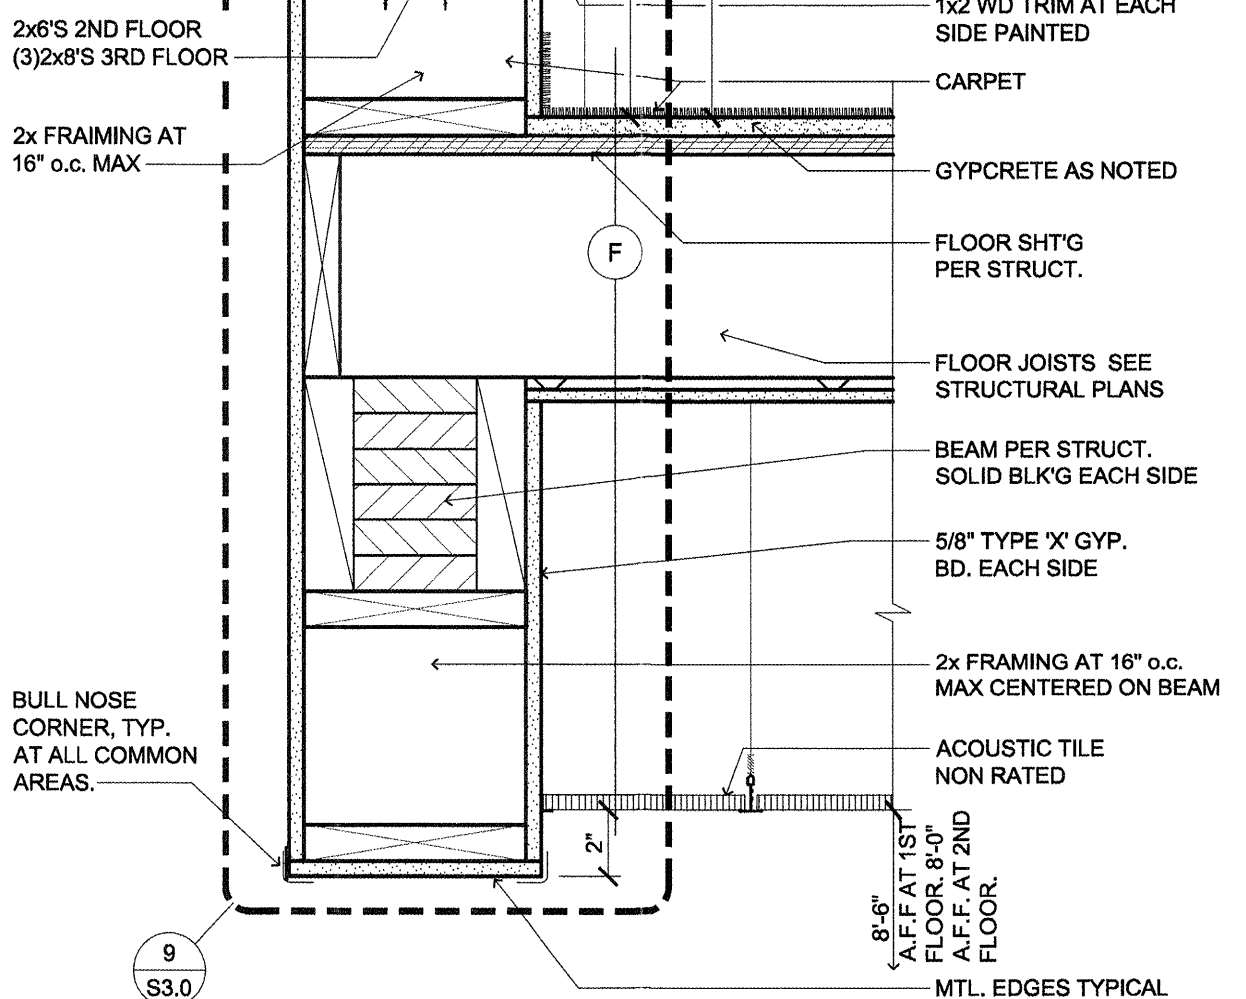 2x6'S 2ND FLOOR
(3)2x8'S 3RD FLOOR
2x FRAIMING AT
16" o.c. MAX
BULL NOSE
CORNER, TYP.
AT ALL COMMON
AREAS.
9
S3.0
F
2"
1x2 WD TRIM AT EACH
SIDE PAINTED
CARPET
GYPCRETE AS NOTED
FLOOR SHT'G
PER STRUCT.
FLOOR JOISTS SEE
STRUCTURAL PLANS
BEAM PER STRUCT.
SOLID BLK'G EACH SIDE
5/8" TYPE 'X' GYP.
BD. EACH SIDE
2x FRAMING AT 16" o.c.
MAX CENTERED ON BEAM
ACOUSTIC TILE
NON RATED
8'-6"
A.F.F AT 1ST
FLOOR. 8'-0"
A.F.F. AT 2ND
FLOOR.
MTL. EDGES TYPICAL